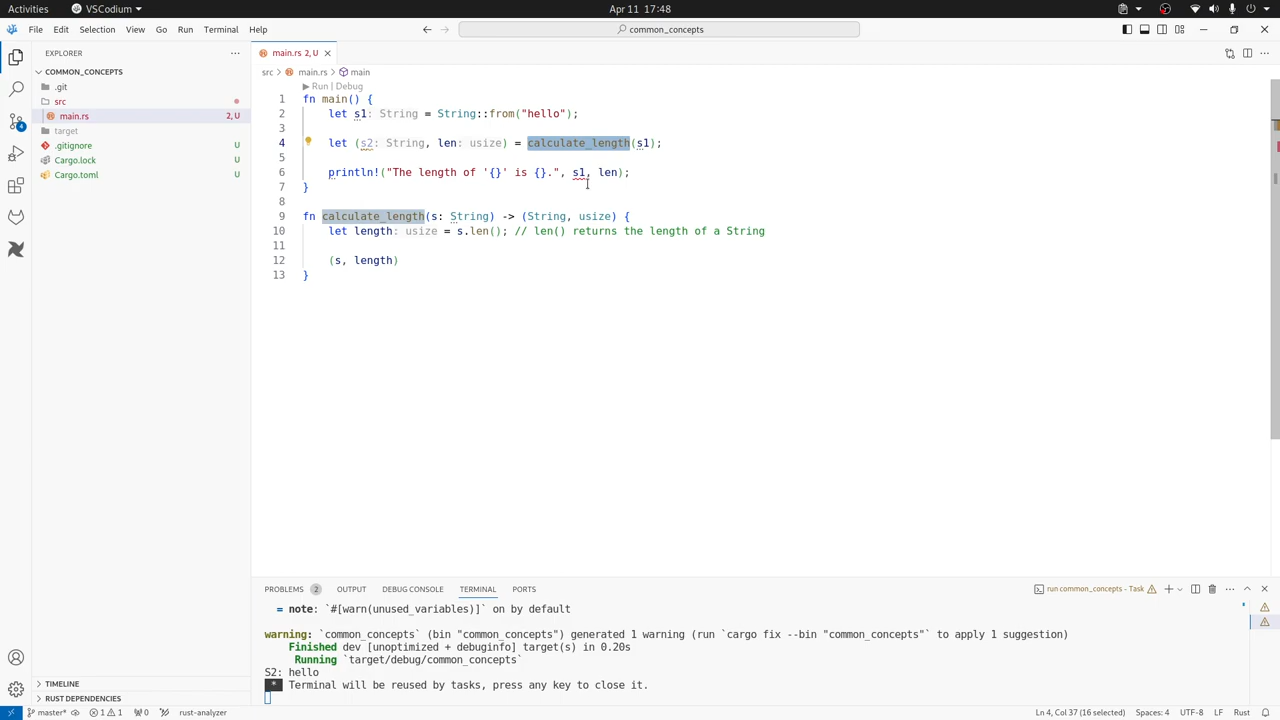 Activities VSCodium Apr 11 17:48
File Edit Selection View Go Run Terminal Help common_concepts
EXPLORER
COMMON_CONCEPTS
.git
src
main.rs 2, U
target
.gitignore U
Cargo.lock U
Cargo.toml U
TIMELINE
RUST DEPENDENCIES
4
main.rs 2, U
src > main.rs > main
Run | Debug
1 fn main() {
2 let s1: String = String::from("hello");
3
4 let (s2: String, len: usize) = calculate_length(s1);
5
6 println!("The length of '{}' is {}.", s1, len);
7 }
8
9 fn calculate_length(s: String) -> (String, usize) {
10 let length: usize = s.len(); // len() returns the length of a String
11
12 (s, length)
13 }
PROBLEMS 2 OUTPUT DEBUG CONSOLE TERMINAL PORTS run common_concepts - Task
= note: `#[warn(unused_variables)]` on by default
warning: `common_concepts` (bin "common_concepts") generated 1 warning (run `cargo fix --bin "common_concepts"` to apply 1 suggestion)
Finished dev [unoptimized + debuginfo] target(s) in 0.20s
Running `target/debug/common_concepts`
S2: hello
* Terminal will be reused by tasks, press any key to close it.
master* 1 1 0 rust-analyzer Ln 4, Col 37 (16 selected) Spaces: 4 UTF-8 LF Rust